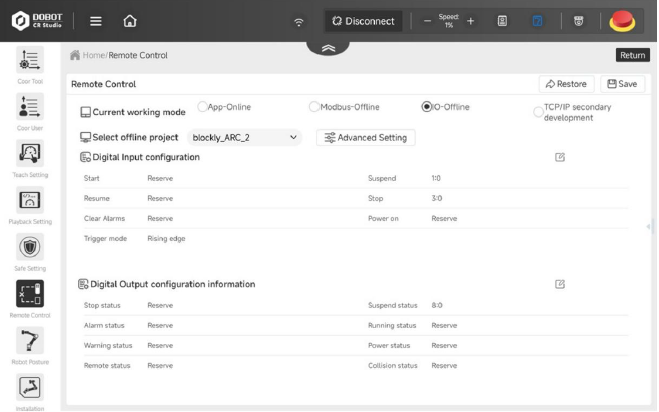 DOBOT
CR Studio
Disconnect
Speed:
1%
Home/Remote Control
Return
Coor Tool
Remote Control
Restore
Save
Current working mode
App-Online
Modbus-Offline
IO-Offline
TCP/IP secondary
development
Coor User
Select offline project
blockly_ARC_2
Advanced Setting
Digital Input configuration
Start
Reserve
Suspend
1:0
Teach Setting
Resume
Reserve
Stop
3:0
Clear Alarms
Reserve
Power on
Reserve
Playback Setting
Trigger mode
Rising edge
Safe Setting
Digital Output configuration information
Stop status
Reserve
Suspend status
8:0
Remote Control
Alarm status
Reserve
Running status
Reserve
Warning status
Reserve
Power status
Reserve
Robot Posture
Remote status
Reserve
Collision status
Reserve
Installation